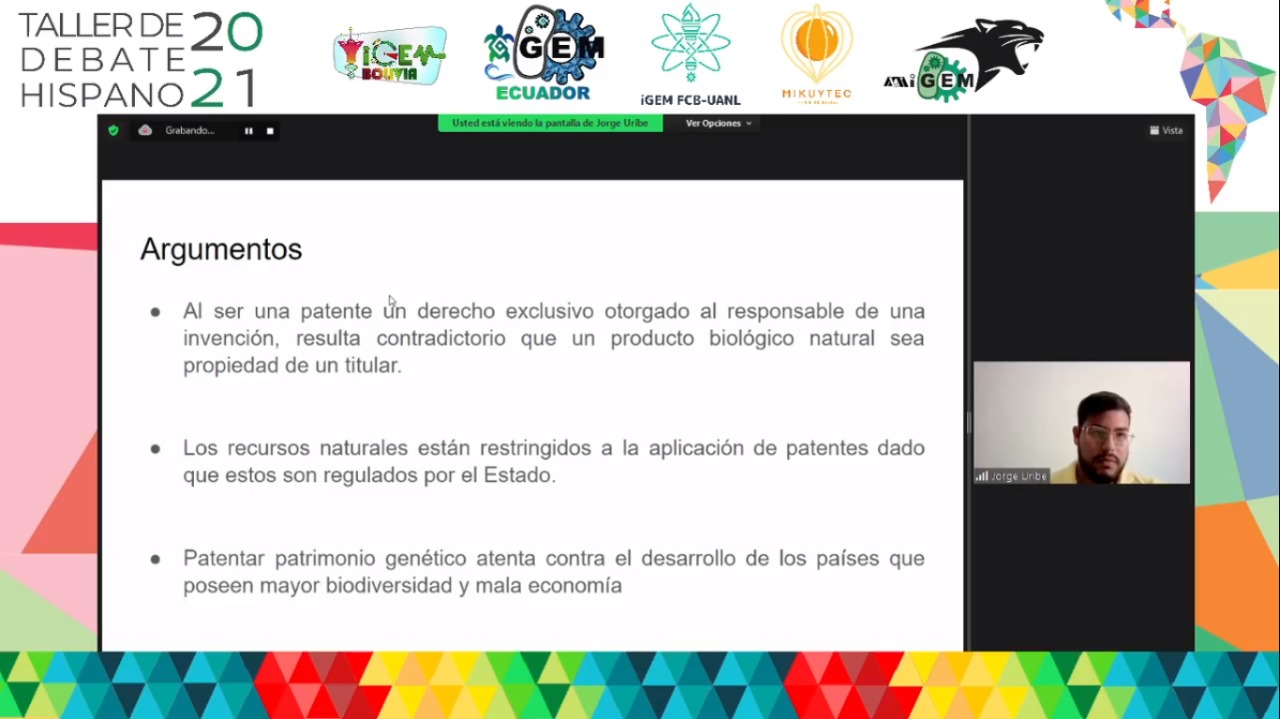 TALLER DE
DEBATE
HISPANO
20
21
iGEM
BOLIVIA
iGEM
ECUADOR
iGEM FCB-UANL
MIKUYTEC
iGEM
Grabando...
Usted está viendo la pantalla de Jorge Uribe
Ver Opciones
Vista
Argumentos
● Al ser una patente un derecho exclusivo otorgado al responsable de una
invención, resulta contradictorio que un producto biológico natural sea
propiedad de un titular.
● Los recursos naturales están restringidos a la aplicación de patentes dado
que estos son regulados por el Estado.
● Patentar patrimonio genético atenta contra el desarrollo de los países que
poseen mayor biodiversidad y mala economía
Jorge Uribe